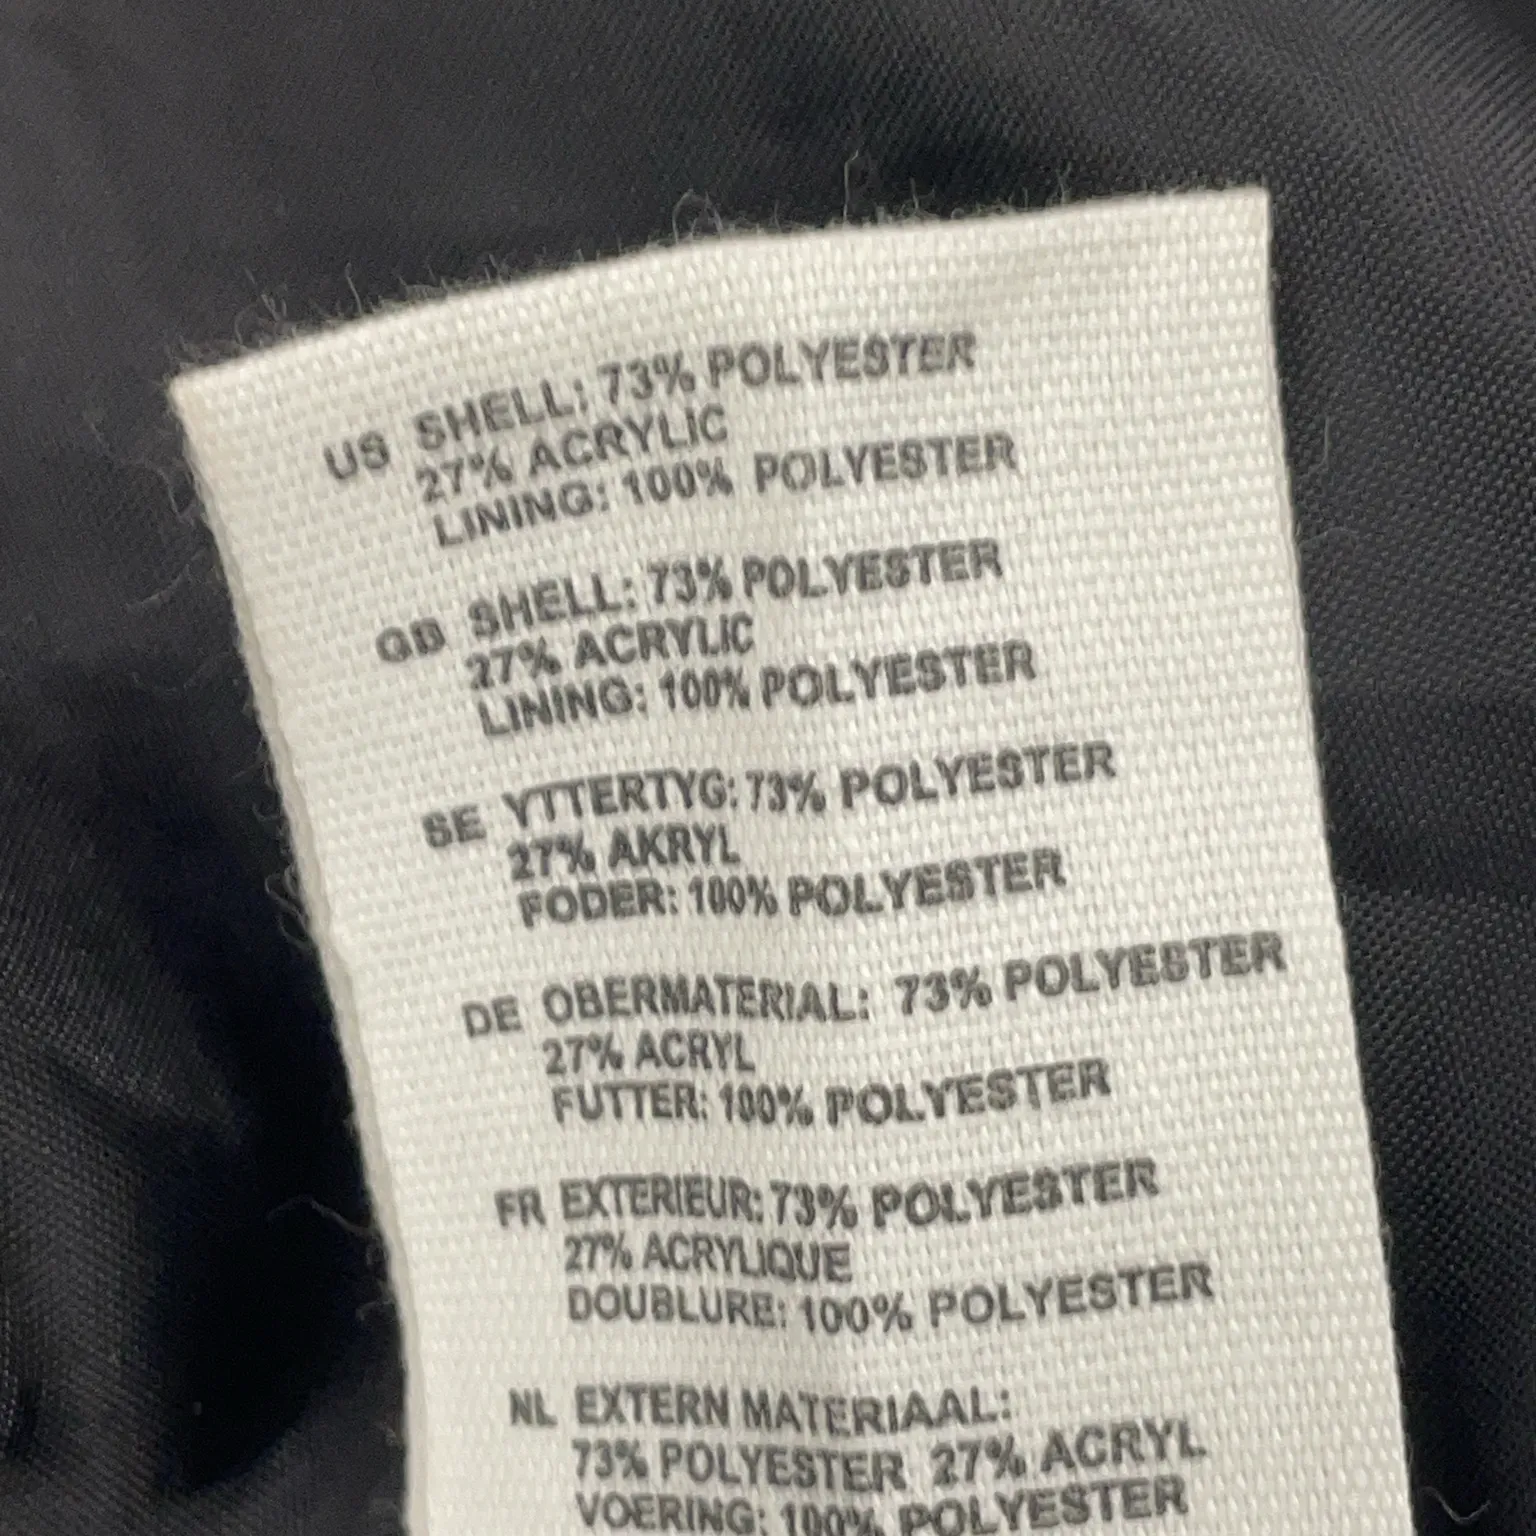 US SHELL: 73% POLYESTER
27% ACRYLIC
LINING: 100% POLYESTER
GB SHELL: 73% POLYESTER
27% ACRYLIC
LINING: 100% POLYESTER
SE YTTERTYG: 73% POLYESTER
27% AKRYL
FODER: 100% POLYESTER
DE OBERMATERIAL: 73% POLYESTER
27% ACRYL
FUTTER: 100% POLYESTER
FR EXTERIEUR: 73% POLYESTER
27% ACRYLIQUE
DOUBLURE: 100% POLYESTER
NL EXTERN MATERIAAL:
73% POLYESTER 27% ACRYL
VOERING: 100% POLYESTER